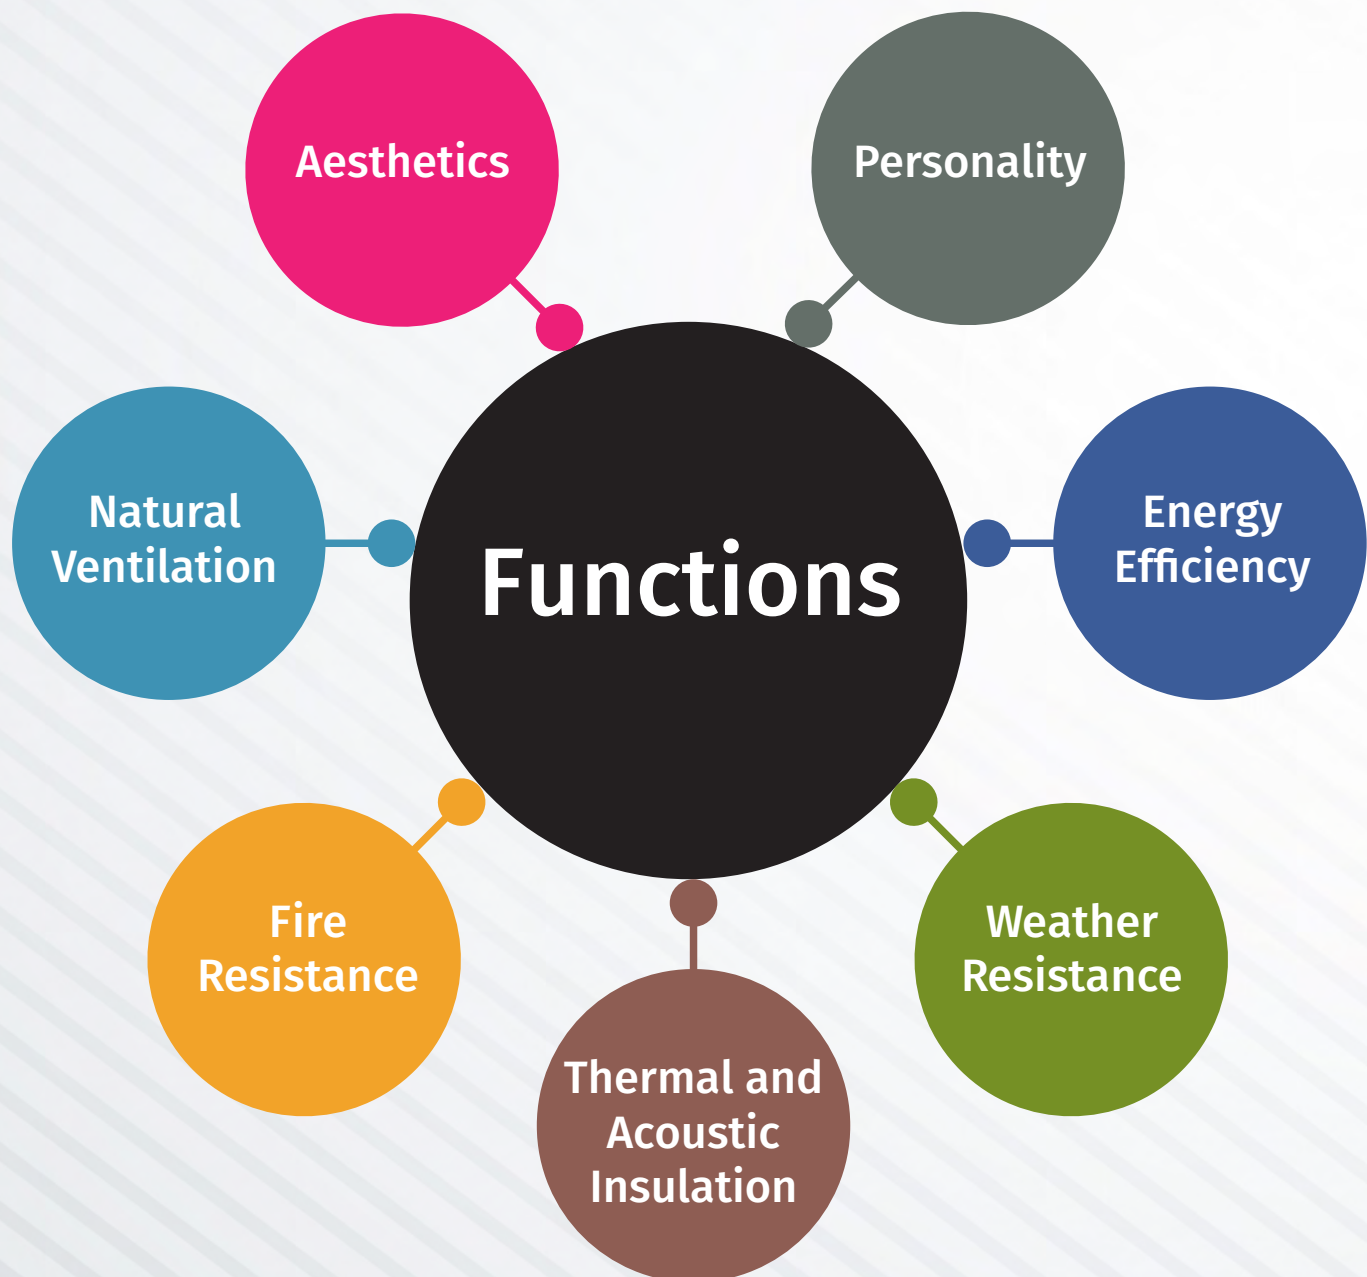 Aesthetics
Personality
Natural
Ventilation
Functions
Energy
Efficiency
Fire
Resistance
Weather
Resistance
Thermal and
Acoustic
Insulation